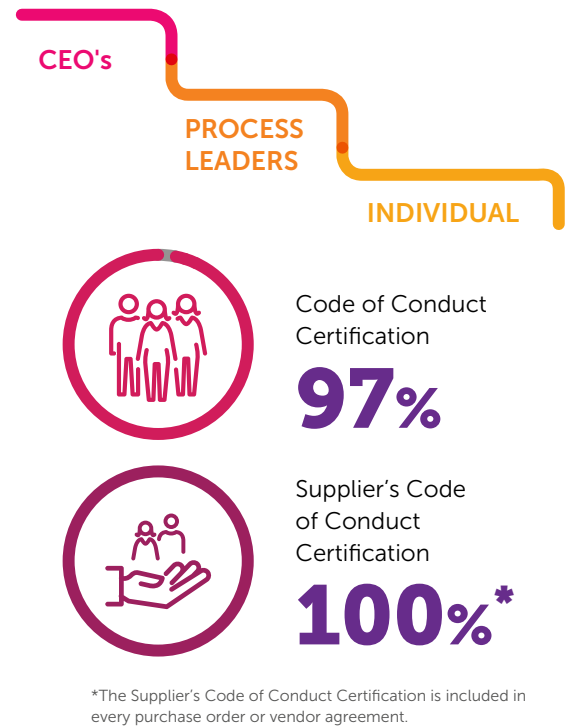 CEO's
PROCESS
LEADERS
INDIVIDUAL
Code of Conduct
Certification
97%
Supplier’s Code
of Conduct
Certification
100%*
*The Supplier’s Code of Conduct Certification is included in
every purchase order or vendor agreement.